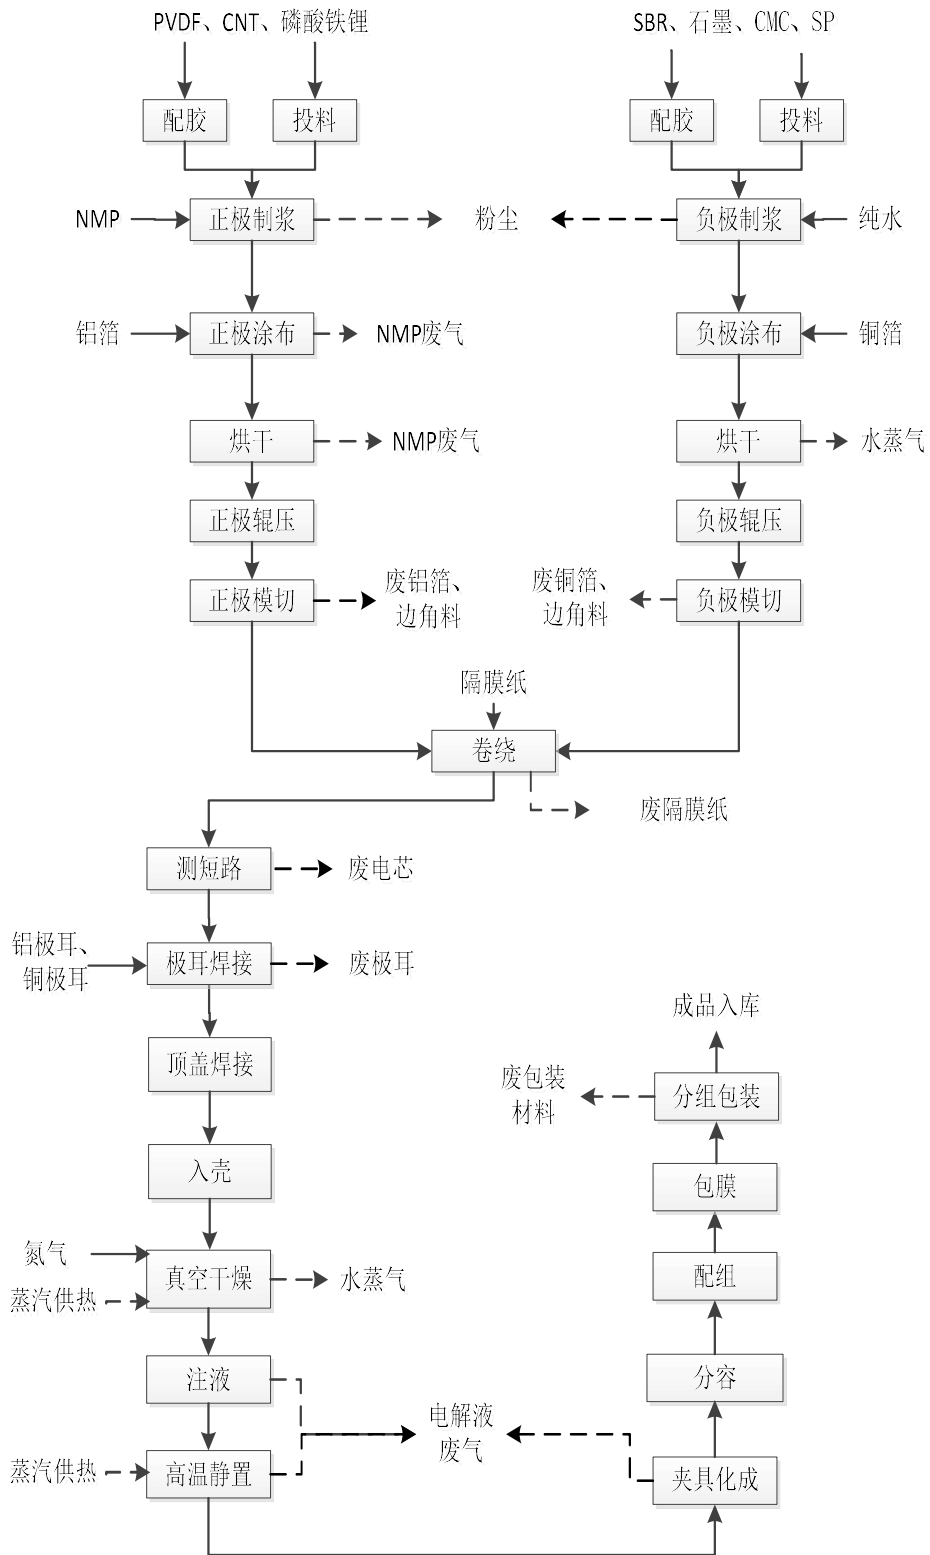 PVDF、CNT、磷酸铁锂
SBR、石墨、CMC、SP
配胶
投料
配胶
投料
NMP
正极制浆
粉尘
负极制浆
纯水
铝箔
正极涂布
NMP废气
负极涂布
铜箔
烘干
NMP废气
烘干
水蒸气
正极辊压
负极辊压
正极模切
废铝箔、
边角料
废铜箔、
边角料
负极模切
隔膜纸
卷绕
废隔膜纸
测短路
废电芯
铝极耳、
铜极耳
极耳焊接
废极耳
顶盖焊接
入壳
氮气
蒸汽供热
真空干燥
水蒸气
注液
蒸汽供热
高温静置
电解液
废气
夹具化成
分容
配组
包膜
废包装
材料
分组包装
成品入库